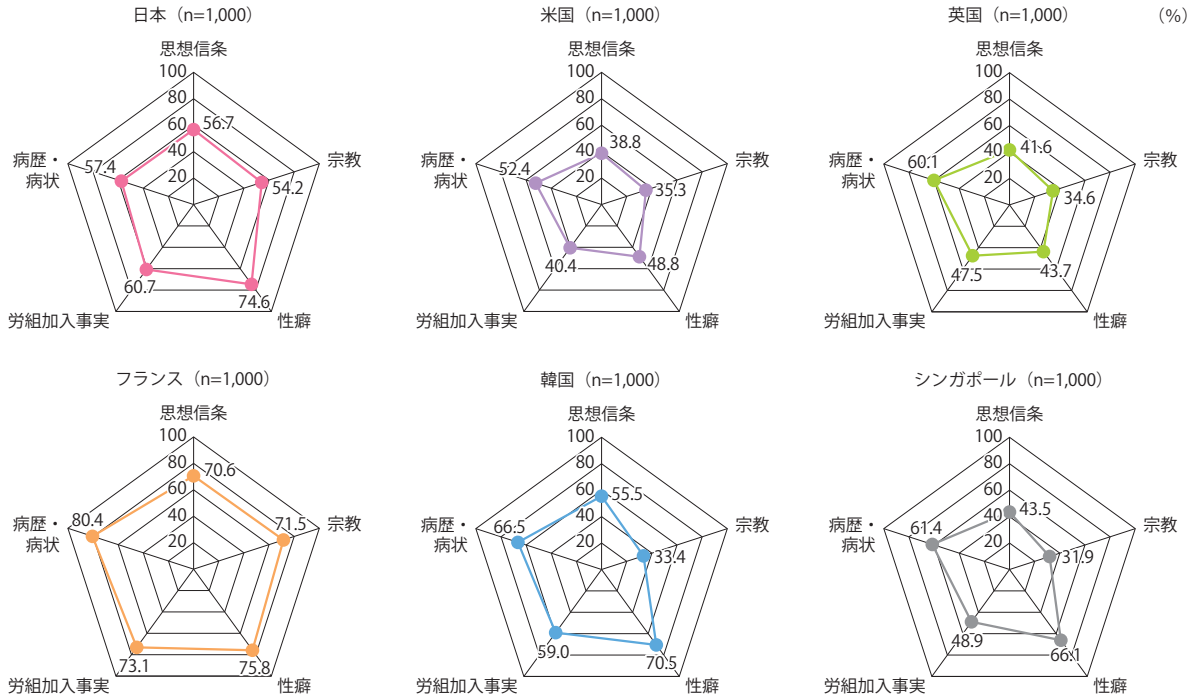 日本（n=1,000）
思想信条
100
80
60
40
20
56.7
54.2
74.6
60.7
57.4
宗教
性癖
労組加入事実
病歴・
病状
米国（n=1,000）
思想信条
100
80
60
40
20
38.8
35.3
48.8
40.4
52.4
宗教
性癖
労組加入事実
病歴・
病状
英国（n=1,000）
（%）
思想信条
100
80
60
40
20
41.6
34.6
43.7
47.5
60.1
宗教
性癖
労組加入事実
病歴・
病状
フランス（n=1,000）
思想信条
100
80
60
40
20
70.6
71.5
75.8
73.1
80.4
宗教
性癖
労組加入事実
病歴・
病状
韓国（n=1,000）
思想信条
100
80
60
40
20
55.5
33.4
70.5
59.0
66.5
宗教
性癖
労組加入事実
病歴・
病状
シンガポール（n=1,000）
思想信条
100
80
60
40
20
43.5
31.9
66.1
48.9
61.4
宗教
性癖
労組加入事実
病歴・
病状